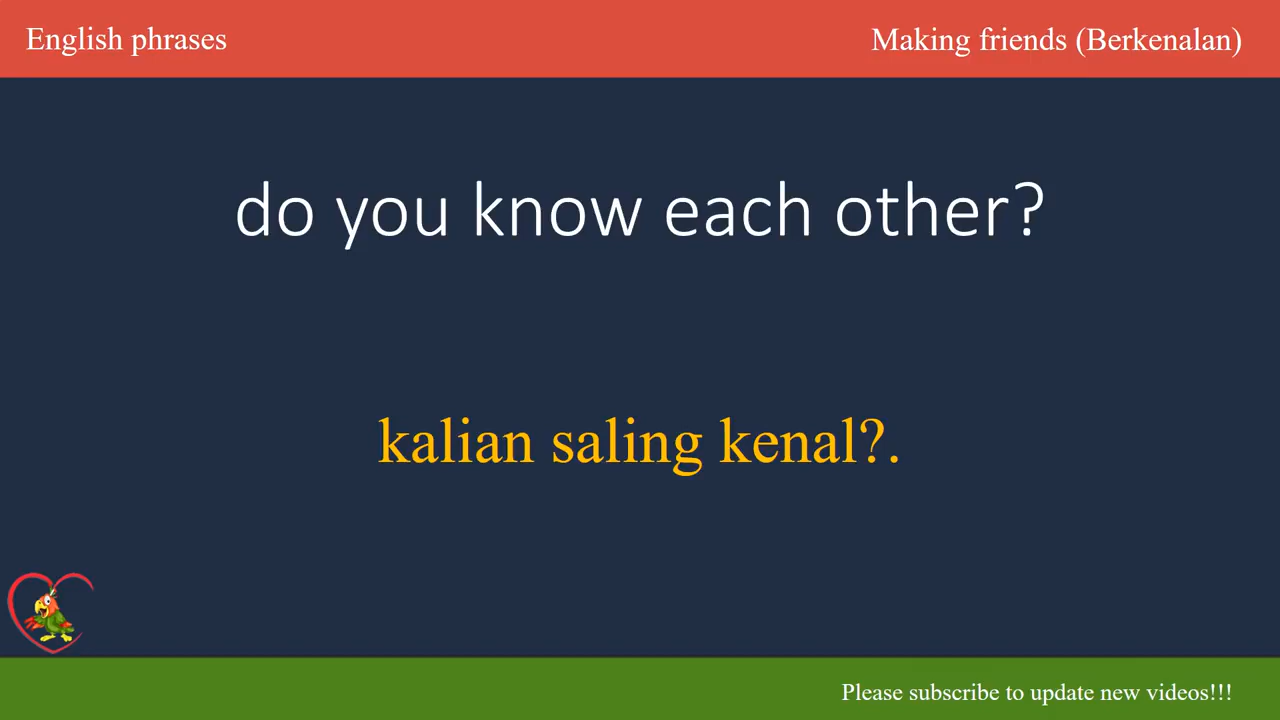 English phrases
Making friends (Berkenalan)
do you know each other?
kalian saling kenal?.
Please subscribe to update new videos!!!